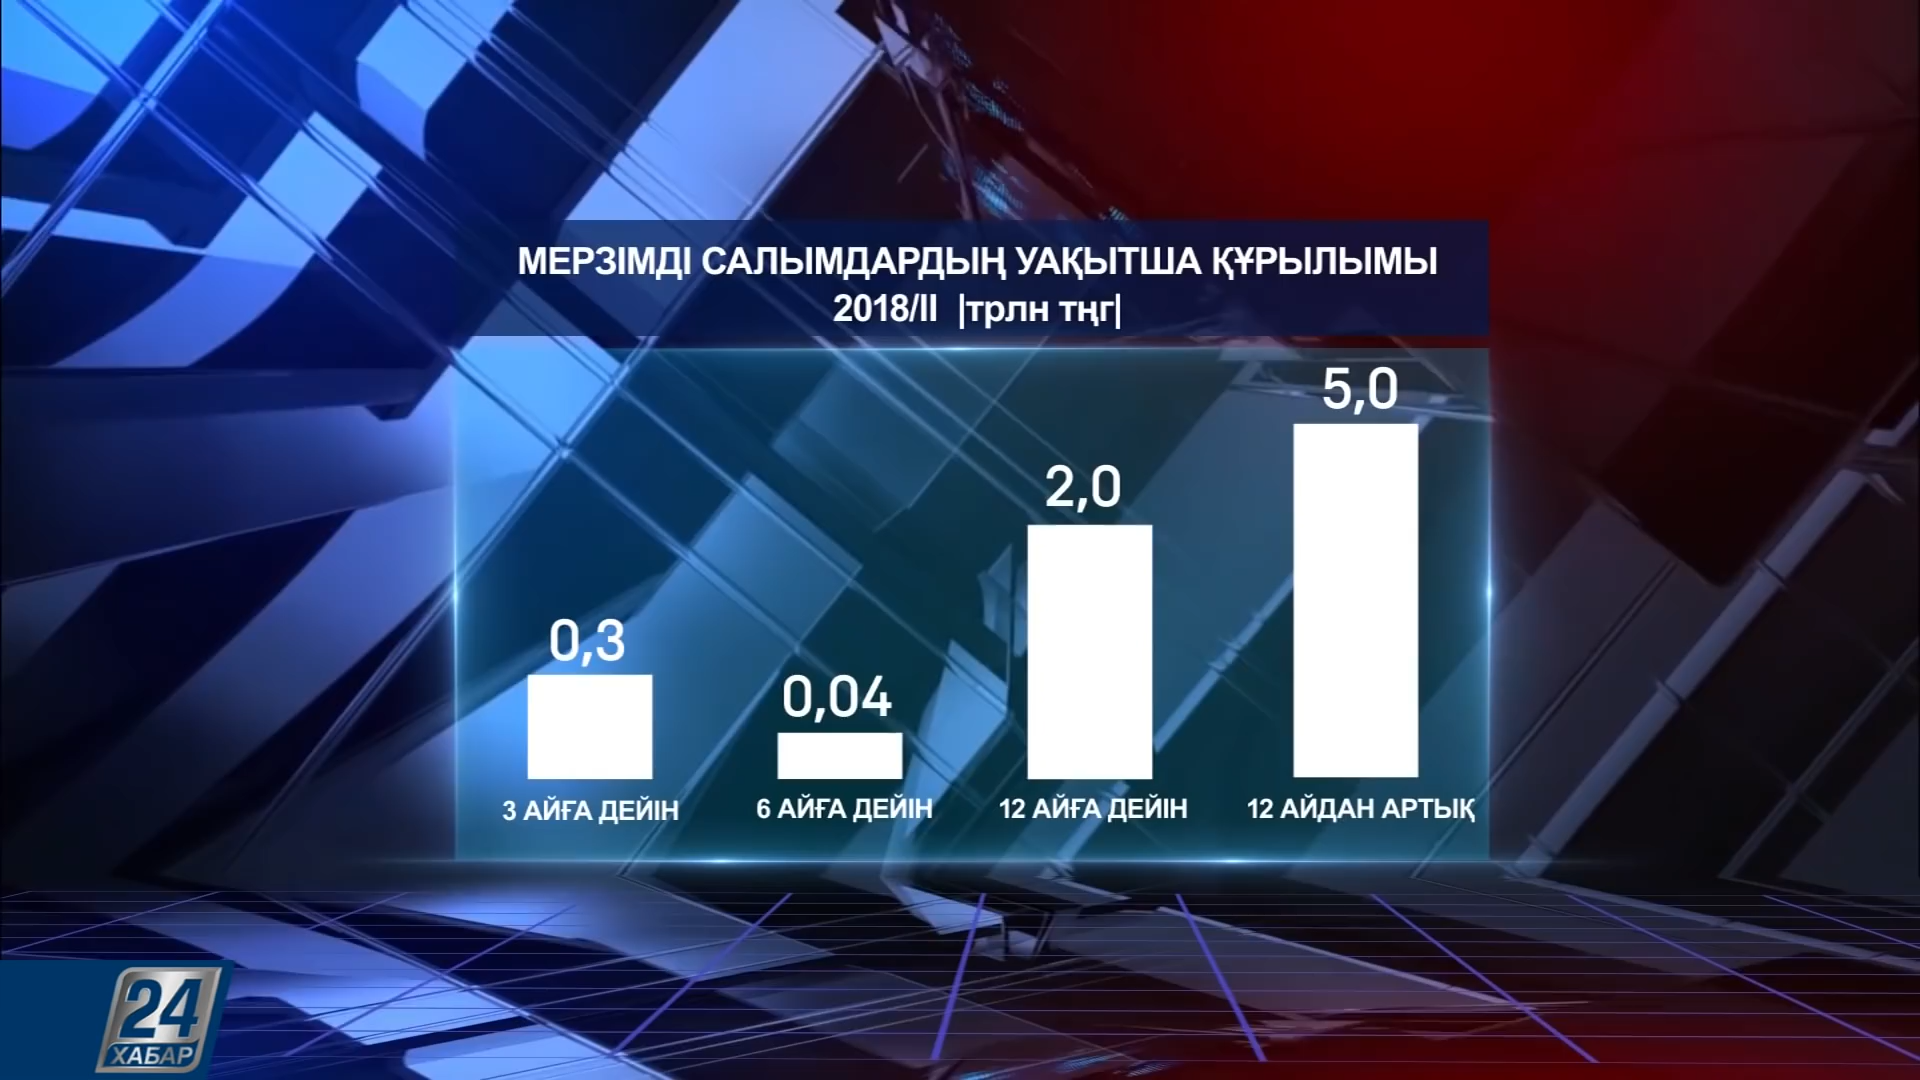 МЕРЗІМДІ САЛЫМДАРДЫҢ УАҚЫТША ҚҰРЫЛЫМЫ
2018/II |трлн тңг|
0,3
0,04
2,0
5,0
3 АЙҒА ДЕЙІН
6 АЙҒА ДЕЙІН
12 АЙҒА ДЕЙІН
12 АЙДАН АРТЫҚ
24
ХАБАР